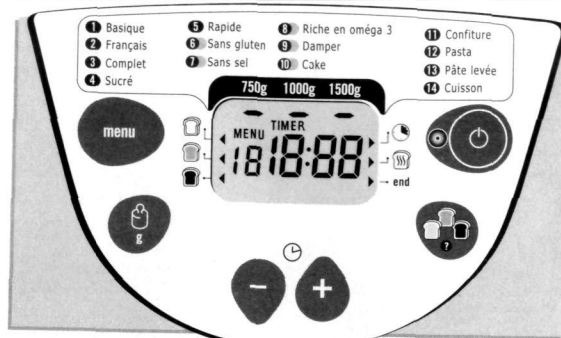 1 Basique
2 Français
3 Complet
4 Sucré
5 Rapide
6 Sans gluten
7 Sans sel
8 Riche en oméga 3
9 Damper
10 Cake
11 Confiture
12 Pasta
13 Pâte levée
14 Cuisson
750g 1000g 1500g
menu
TIMER
MENU
18 18:88
end
g
?
- +